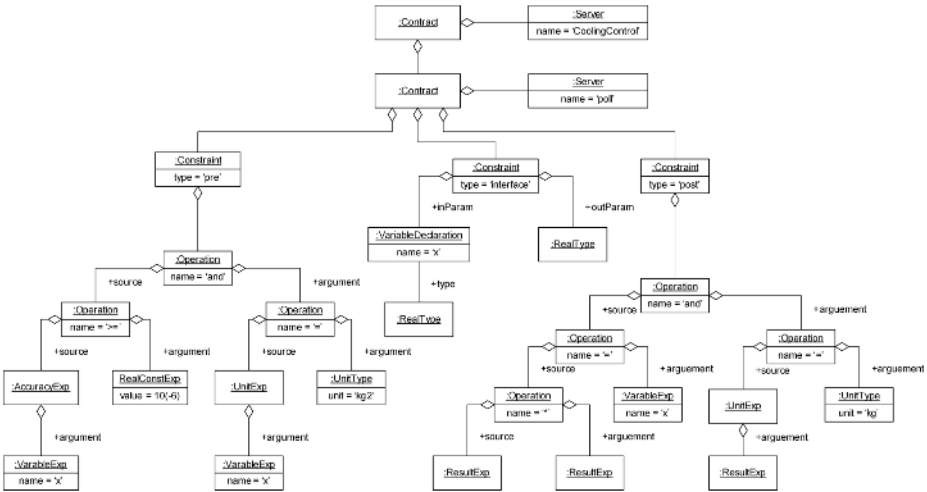 :Contract
:Server
name = 'CoolingControl'
:Contract
:Server
name = 'poll'
:Constraint
type = 'pre'
:Constraint
type = 'interface'
:Constraint
type = 'post'
+inParam
+outParam
:VariableDeclaration
name = 'x'
:RealType
+type
:RealType
:Operation
name = 'and'
+source
+argument
:Operation
name = '>='
:Operation
name = '='
+source
+argument
+source
+argument
:AccuracyExp
RealConstExp
value = 10(-6)
:UnitExp
:UnitType
unit = 'kg2'
+argument
+argument
:VarableExp
name = 'x'
:VarableExp
name = 'x'
:Operation
name = 'and'
+source
+arguement
:Operation
name = '='
:Operation
name = '='
+source
+arguement
+source
+arguement
:Operation
name = '*'
:VarableExp
name = 'x'
:UnitExp
:UnitType
unit = 'kg'
+source
+arguement
+arguement
:ResultExp
:ResultExp
:ResultExp